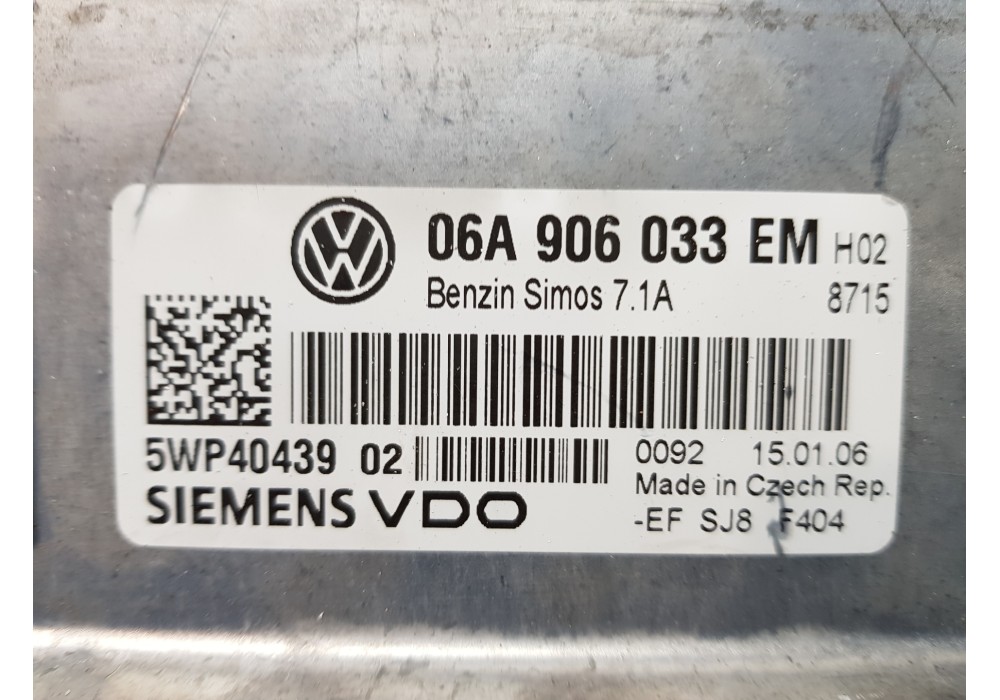 06A 906 033 EM H02
Benzin Simos 7.1A 8715
5WP40439 02 0092 15.01.06
Made in Czech Rep.
SIEMENS VDO
-EF SJ8 F404